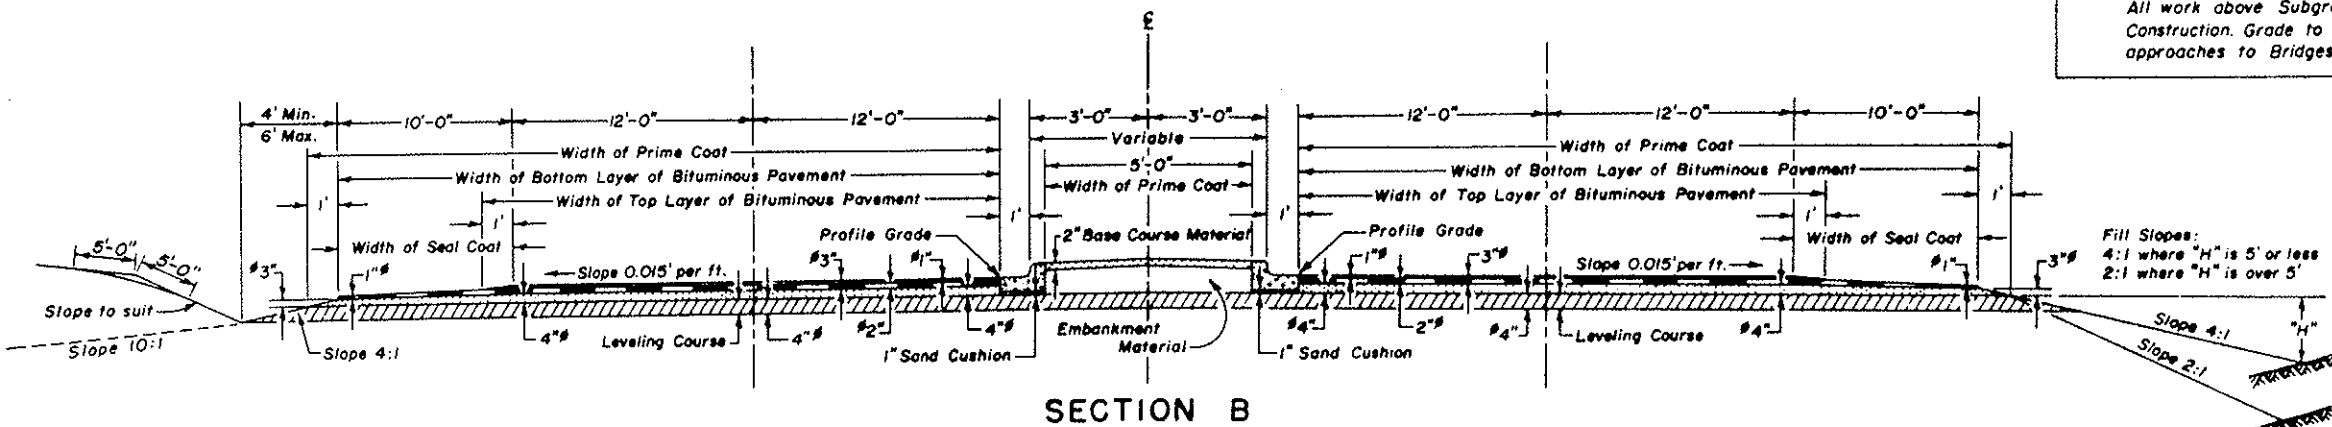 All work above Subgr
Construction. Grade to
approaches to Bridges
℄
4' Min.
6' Max.
10'-0"
12'-0"
12'-0"
3'-0"
3'-0"
12'-0"
12'-0"
10'-0"
Variable
Width of Prime Coat
5'-0"
Width of Prime Coat
Width of Bottom Layer of Bituminous Pavement
Width of Prime Coat
Width of Bottom Layer of Bituminous Pavement
Width of Top Layer of Bituminous Pavement
Width of Top Layer of Bituminous Pavement
1'
1'
1'
1'
1'
1'
Width of Seal Coat
Profile Grade
2" Base Course Material
Profile Grade
Width of Seal Coat
Fill Slopes:
4:1 where "H" is 5' or less
2:1 where "H" is over 5'
5'-0"
5'-0"
ø3"
1"ø
Slope 0.015' per ft.
ø3"
ø1"
1"ø
3"ø
Slope 0.015' per ft.
ø1"
3"ø
Slope to suit
Slope 10:1
Slope 4:1
4"ø
Leveling Course
4"ø
ø2"
4"ø
1" Sand Cushion
Embankment
Material
1" Sand Cushion
ø4"
2"ø
ø4"
Leveling Course
ø4"
Slope 4:1
"H"
Slope 2:1
SECTION B